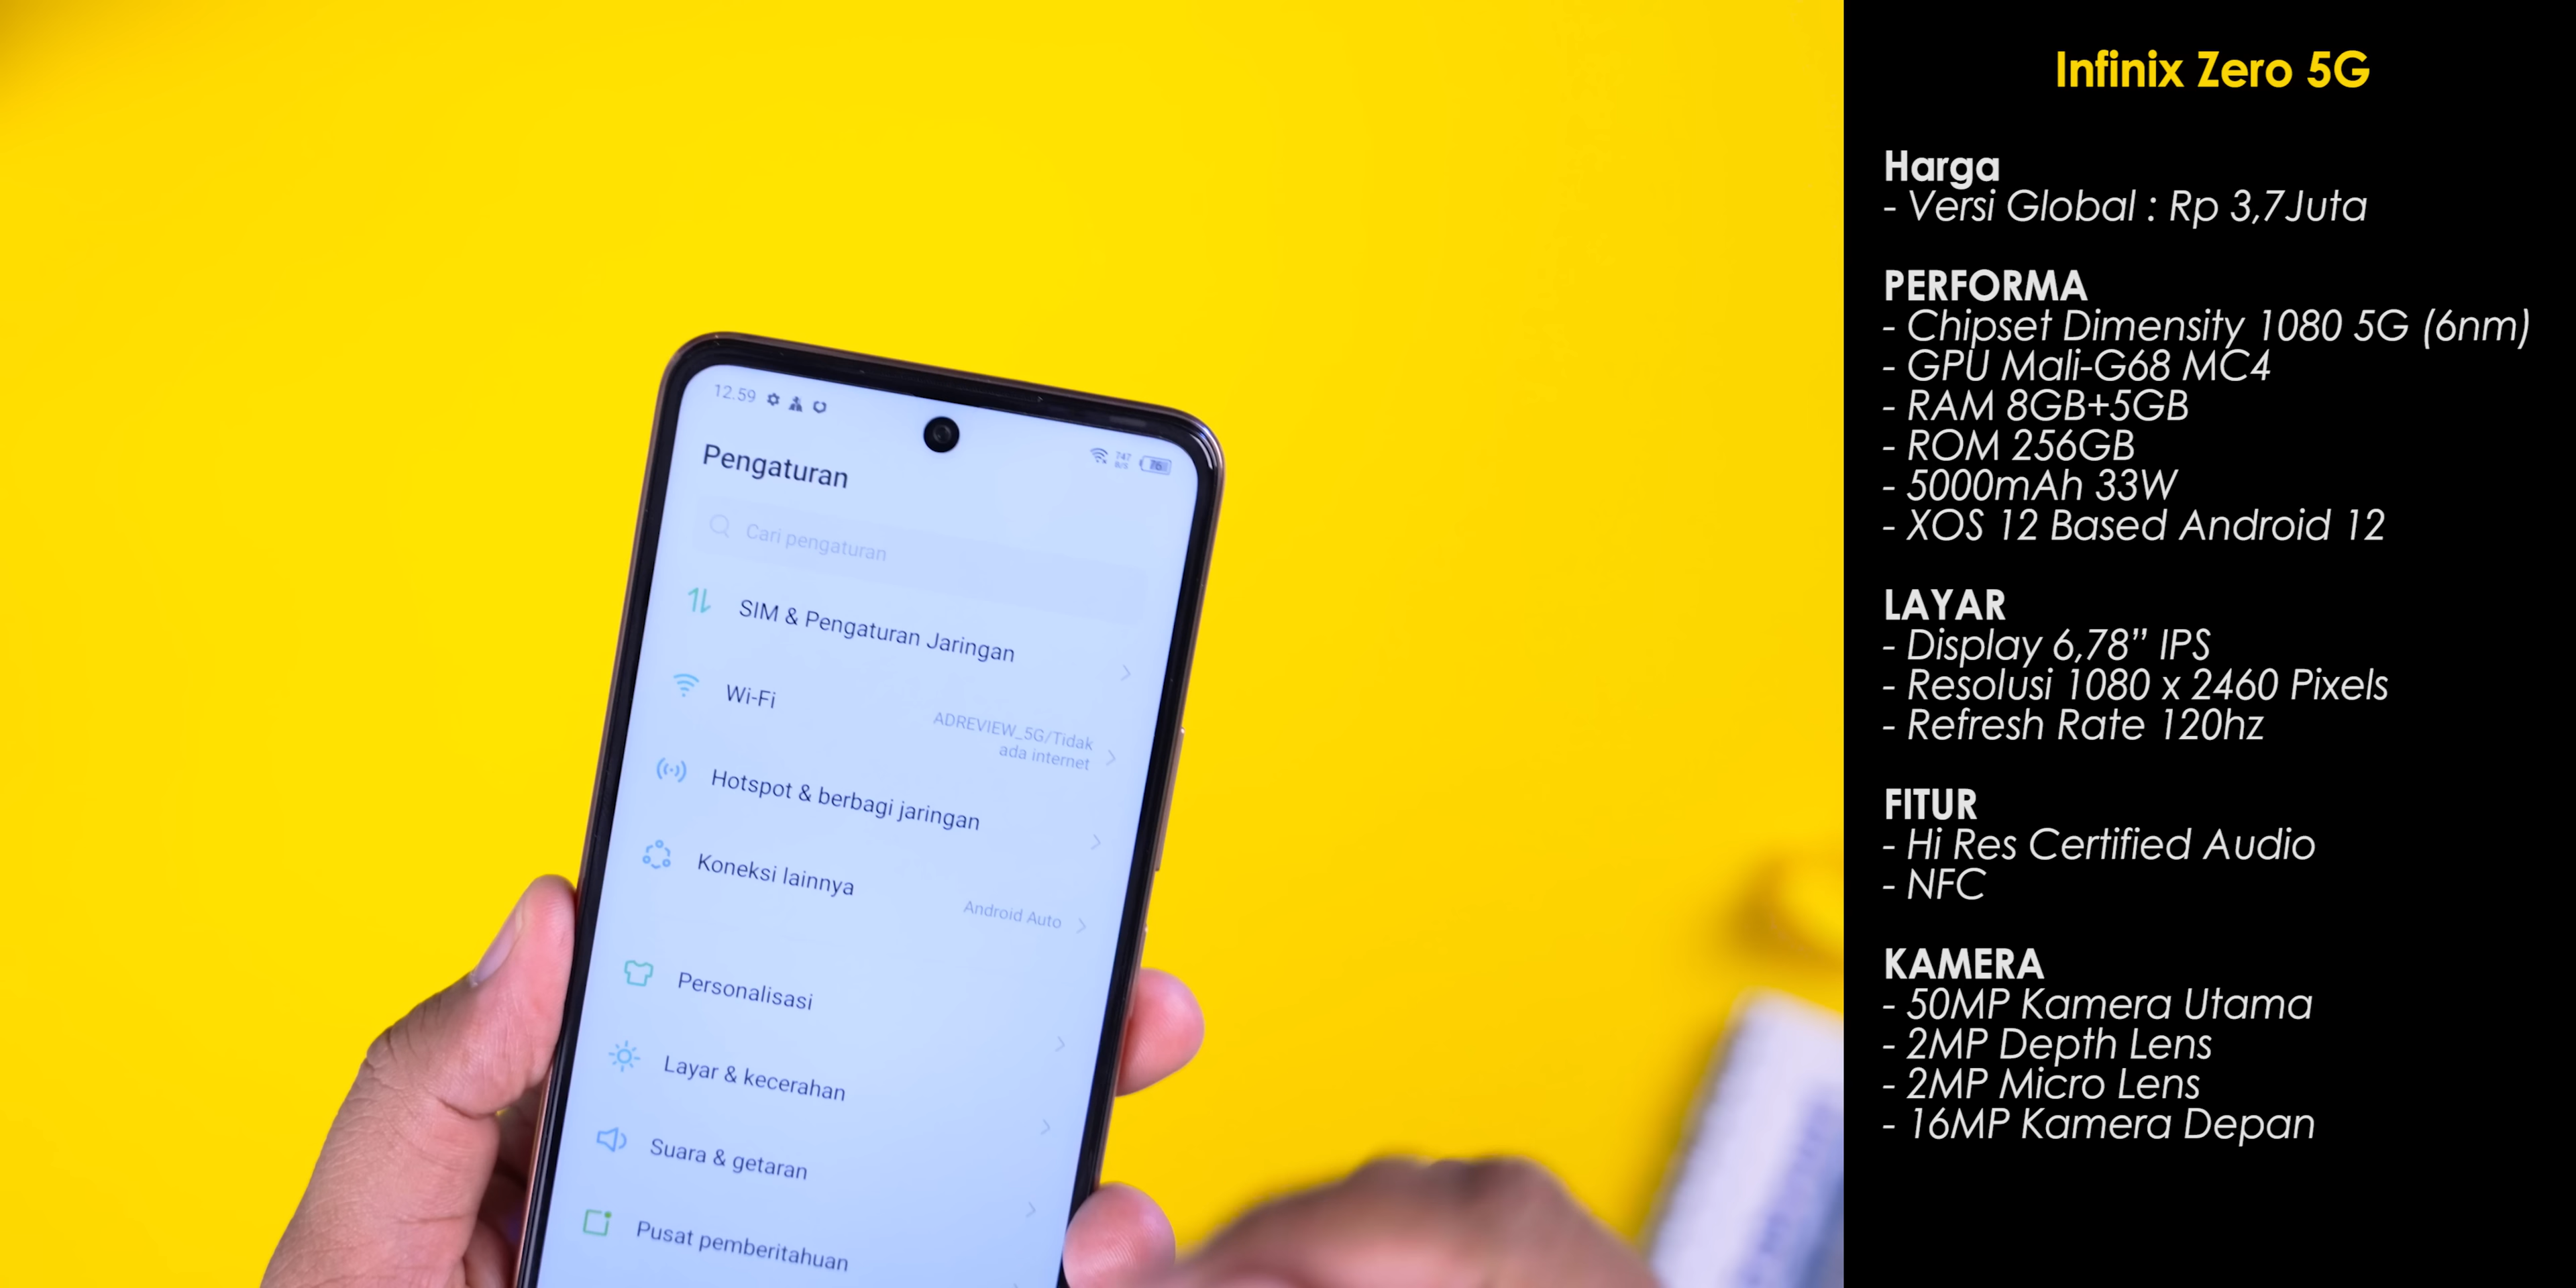 12.59
747
B/S
76
Pengaturan
Cari pengaturan
SIM & Pengaturan Jaringan
Wi-Fi
ADREVIEW_5G/Tidak
ada internet
Hotspot & berbagi jaringan
Koneksi lainnya
Android Auto
Personalisasi
Layar & kecerahan
Suara & getaran
Pusat pemberitahuan
Infinix Zero 5G
Harga
- Versi Global : Rp 3,7Juta
PERFORMA
- Chipset Dimensity 1080 5G (6nm)
- GPU Mali-G68 MC4
- RAM 8GB+5GB
- ROM 256GB
- 5000mAh 33W
- XOS 12 Based Android 12
LAYAR
- Display 6,78” IPS
- Resolusi 1080 x 2460 Pixels
- Refresh Rate 120hz
FITUR
- Hi Res Certified Audio
- NFC
KAMERA
- 50MP Kamera Utama
- 2MP Depth Lens
- 2MP Micro Lens
- 16MP Kamera Depan